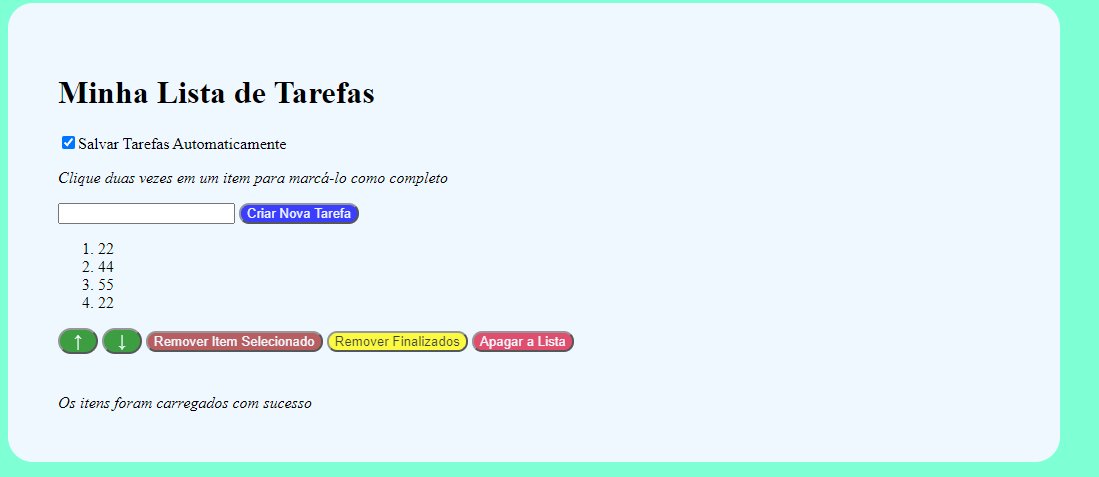 Minha Lista de Tarefas
Salvar Tarefas Automaticamente
Clique duas vezes em um item para marcá-lo como completo
Criar Nova Tarefa
1. 22
2. 44
3. 55
4. 22
↑ ↓ Remover Item Selecionado Remover Finalizados Apagar a Lista
Os itens foram carregados com sucesso